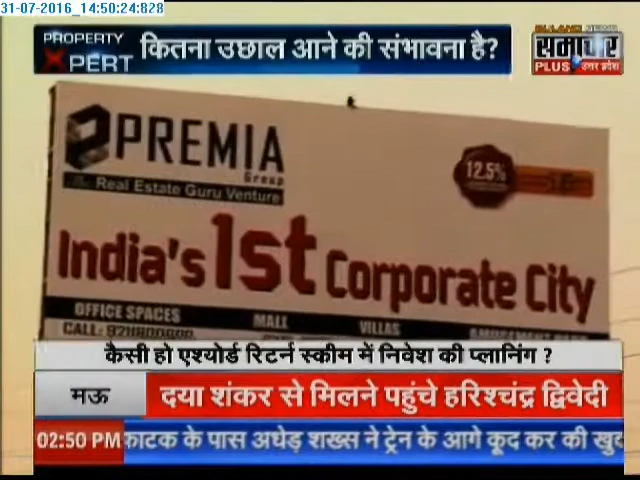 31-07-2016_14:50:24:828
PROPERTY
XPERT
कितना उछाल आने की संभावना है?
NEWS
समाचार
PLUS उत्तर प्रदेश
PREMIA
Group
Real Estate Guru Venture
12.5%
India's 1st Corporate City
OFFICE SPACES MALL VILLAS
CALL:
कैसी हो एश्योर्ड रिटर्न स्कीम में निवेश की प्लानिंग ?
मऊ
दया शंकर से मिलने पहुंचे हरिश्चंद्र द्विवेदी
02:50 PM
के पास अधेड़ शख्स ने ट्रेन के आगे कूद कर की